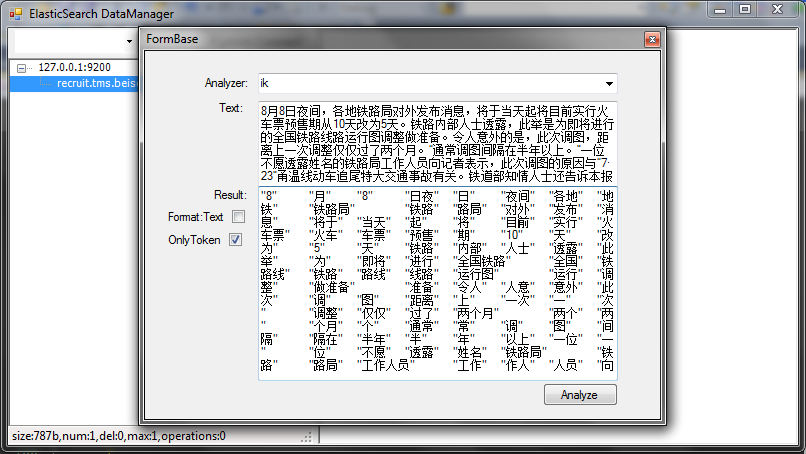 ElasticSearch DataManager
FormBase
127.0.0.1:9200
recruit.tms.beis
Analyzer:
ik
Text:
8月8日夜间，各地铁路局对外发布消息，将于当天起将目前实行火
车票预售期从10天改为5天。铁路内部人士透露，此举是为即将进行
的全国铁路线路运行图调整做准备。令人意外的是，此次调图，距
离上一次调整仅仅过了两个月。"通常调图间隔在半年以上。"一位
不愿透露姓名的铁路局工作人员向记者表示，此次调图的原因与"7·
23"甬温线动车追尾特大交通事故有关。铁道部知情人士还告诉本报
Result:
Format:Text
OnlyToken
"8" "月" "8" "日夜 "日" "夜间" "各地" "地
铁" "铁路局" "铁路" "路局" "对外" "发布" "消
息" "将于" "当天" "起" "将" "目前" "实行" "火
车票" "火车" "车票" "预售" "期" "10" "天" "改
为" "5" "天" "铁路" "内部" "人士" "透露" "此
举" "为" "即将" "进行" "全国铁路" "全国" "铁
路线" "铁路" "路线" "线路" "运行图" "运行" "调
整" "做准备" "准备" "令人" "人意" "意外" "此
次" "调" "图" "距离" "上" "一次" "一" "次
" "调整" "仅仅" "过了" "两个月" "两个" "两
" "个月" "个" "通常" "常" "调" "图" "间
隔" "隔在" "半年" "半" "年" "以上" "一位" "一
" "位" "不愿" "透露" "姓名" "铁路局" "铁
路" "路局" "工作人员" "工作" "作人" "人员" "向
Analyze
size:787b,num:1,del:0,max:1,operations:0